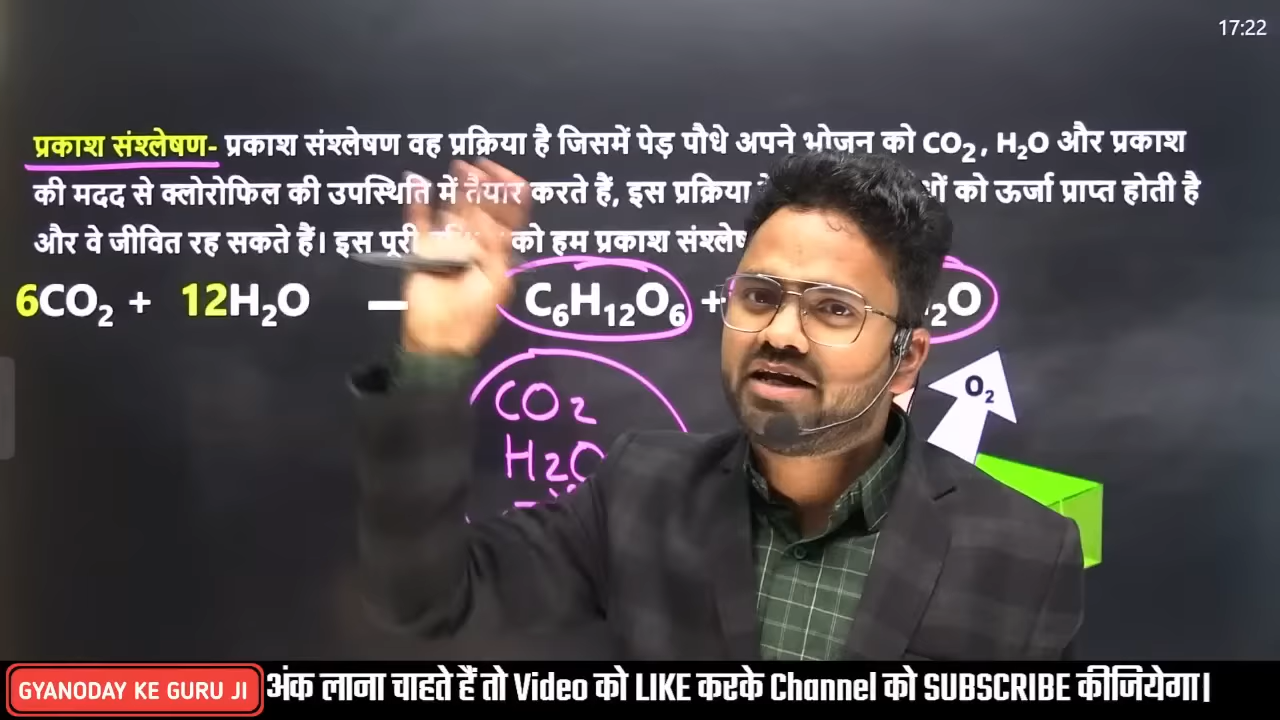 17:22
प्रकाश संश्लेषण- प्रकाश संश्लेषण वह प्रक्रिया है जिसमें पेड़ पौधे अपने भोजन को CO₂, H₂O और प्रकाश
की मदद से क्लोरोफिल की उपस्थिति में तैयार करते हैं, इस प्रक्रिया को ऊर्जा प्राप्त होती है
और वे जीवित रह सकते हैं। इस पूरी को हम प्रकाश
6CO₂ + 12H₂O C₆H₁₂O₆ +
CO₂
H₂O
O₂
GYANODAY KE GURU JI अंक लाना चाहते हैं तो Video को LIKE करके Channel को SUBSCRIBE कीजियेगा|